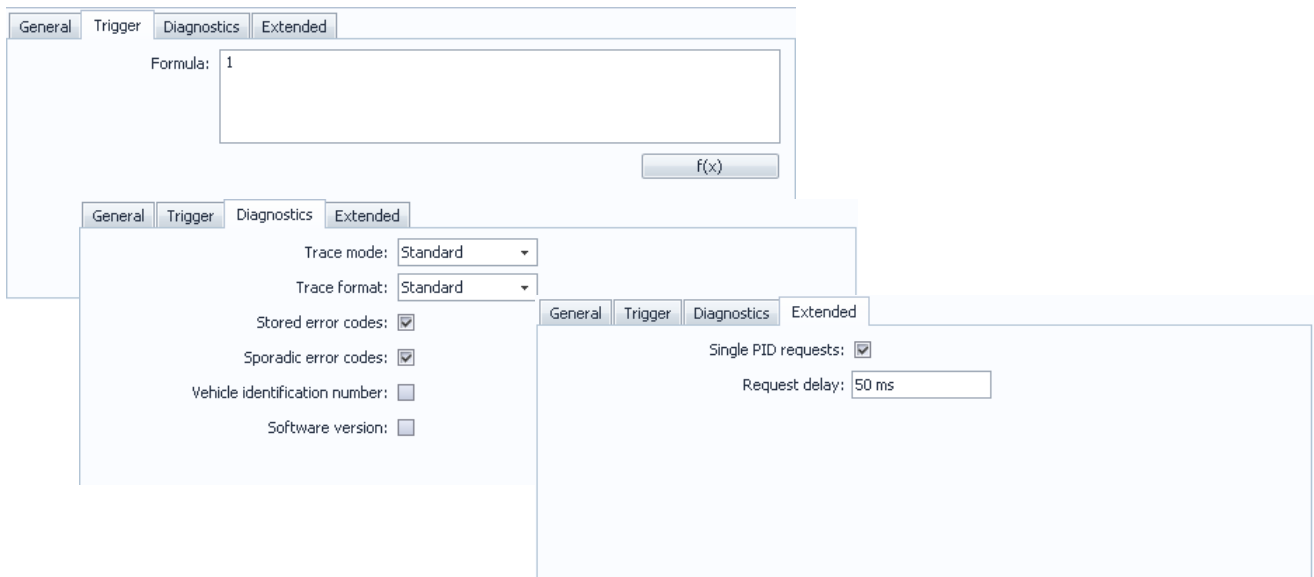 General Trigger Diagnostics Extended
Formula: 1
f(x)
General Trigger Diagnostics Extended
Trace mode: Standard
Trace format: Standard
Stored error codes:
Sporadic error codes:
Vehicle identification number:
Software version:
General Trigger Diagnostics Extended
Single PID requests:
Request delay: 50 ms